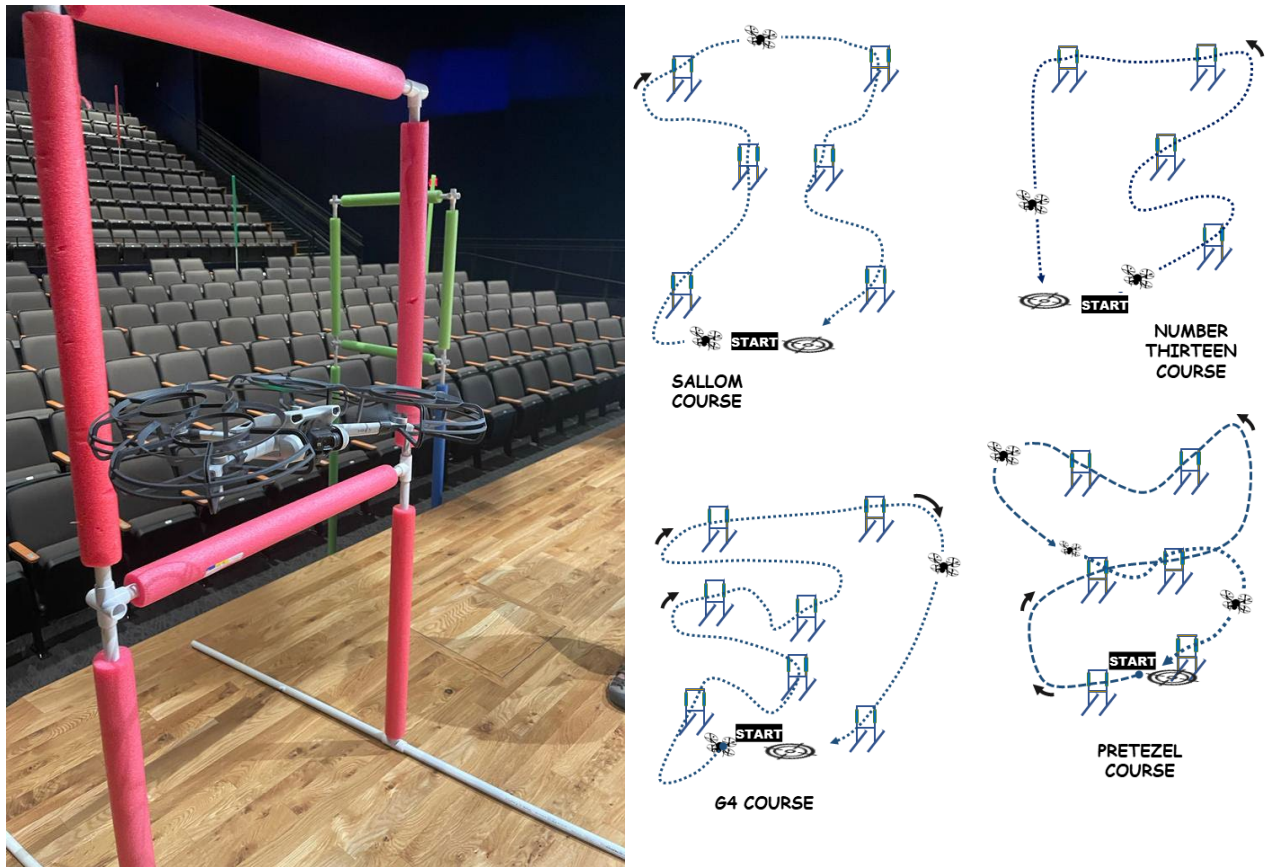 START
SALLOM
COURSE
START
NUMBER
THIRTEEN
COURSE
START
G4 COURSE
START
PRETEZEL
COURSE